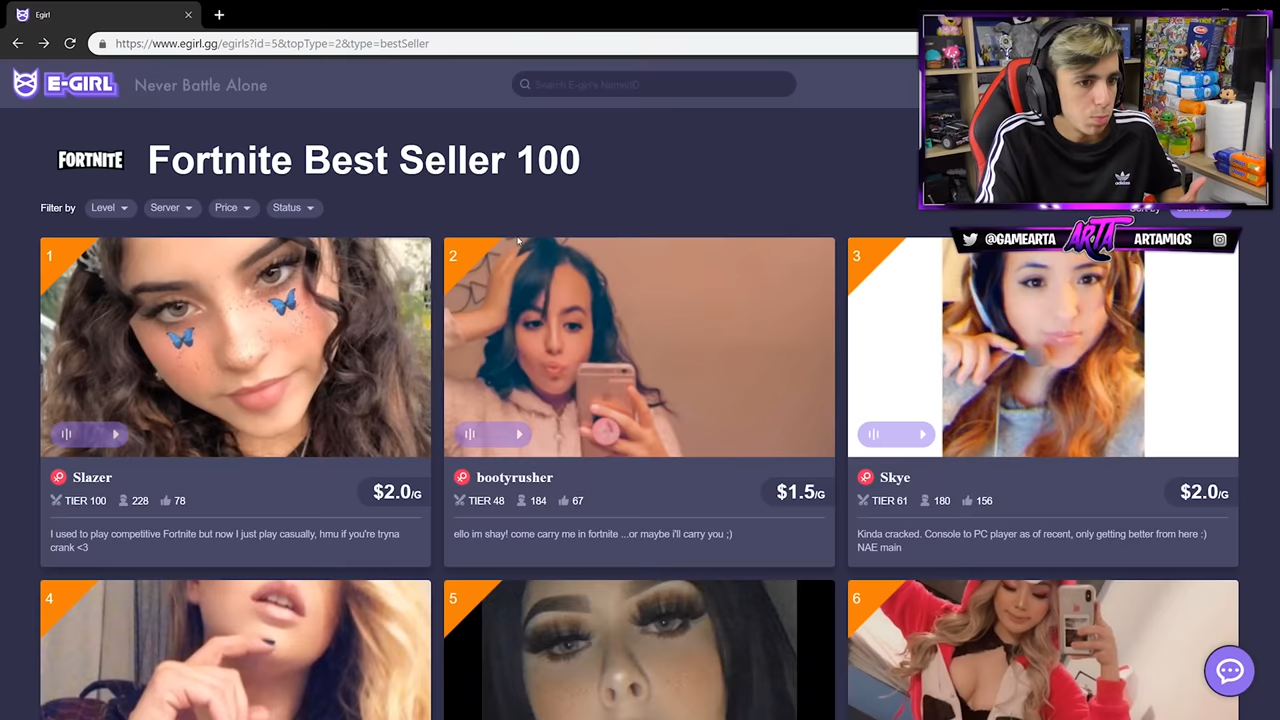 Egirl
https://www.egirl.gg/egirls?id=5&topType=2&type=bestSeller
E-GIRL
Never Battle Alone
Search E-girl's Name/ID
FORTNITE
Fortnite Best Seller 100
Filter by
Level
Server
Price
Status
@GAMEARTA
ARTA
ARTAMIOS
1
2
3
Slazer
TIER 100 228 78
$2.0/G
I used to play competitive Fortnite but now I just play casually, hmu if you're tryna
crank <3
bootyrusher
TIER 48 184 67
$1.5/G
ello im shay! come carry me in fortnite ...or maybe i'll carry you ;)
Skye
TIER 61 180 156
$2.0/G
Kinda cracked. Console to PC player as of recent, only getting better from here :)
NAE main
4
5
6